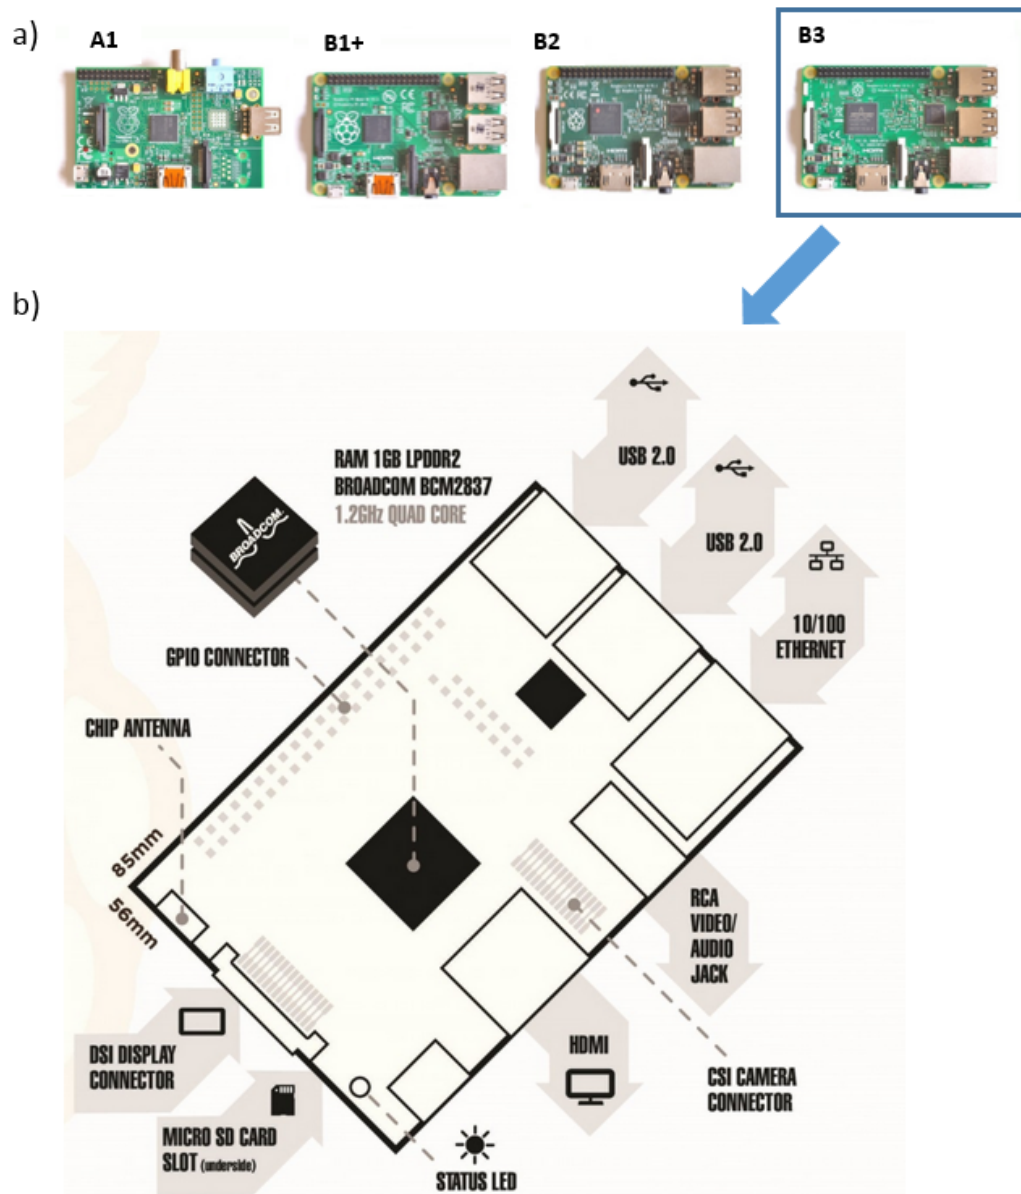 a)
A1
B1+
B2
B3
b)
RAM 1GB LPDDR2
BROADCOM BCM2837
1.2GHz QUAD CORE
BROADCOM
USB 2.0
USB 2.0
10/100
ETHERNET
GPIO CONNECTOR
CHIP ANTENNA
85mm
56mm
RCA
VIDEO/
AUDIO
JACK
HDMI
DSI DISPLAY
CONNECTOR
CSI CAMERA
CONNECTOR
MICRO SD CARD
SLOT (underside)
STATUS LED